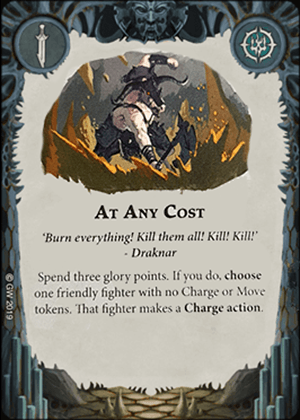 AT ANY COST
‘Burn everything! Kill them all! Kill! Kill!’
- Draknar
Spend three glory points. If you do, choose
one friendly fighter with no Charge or Move
tokens. That fighter makes a Charge action.
© GW 2019